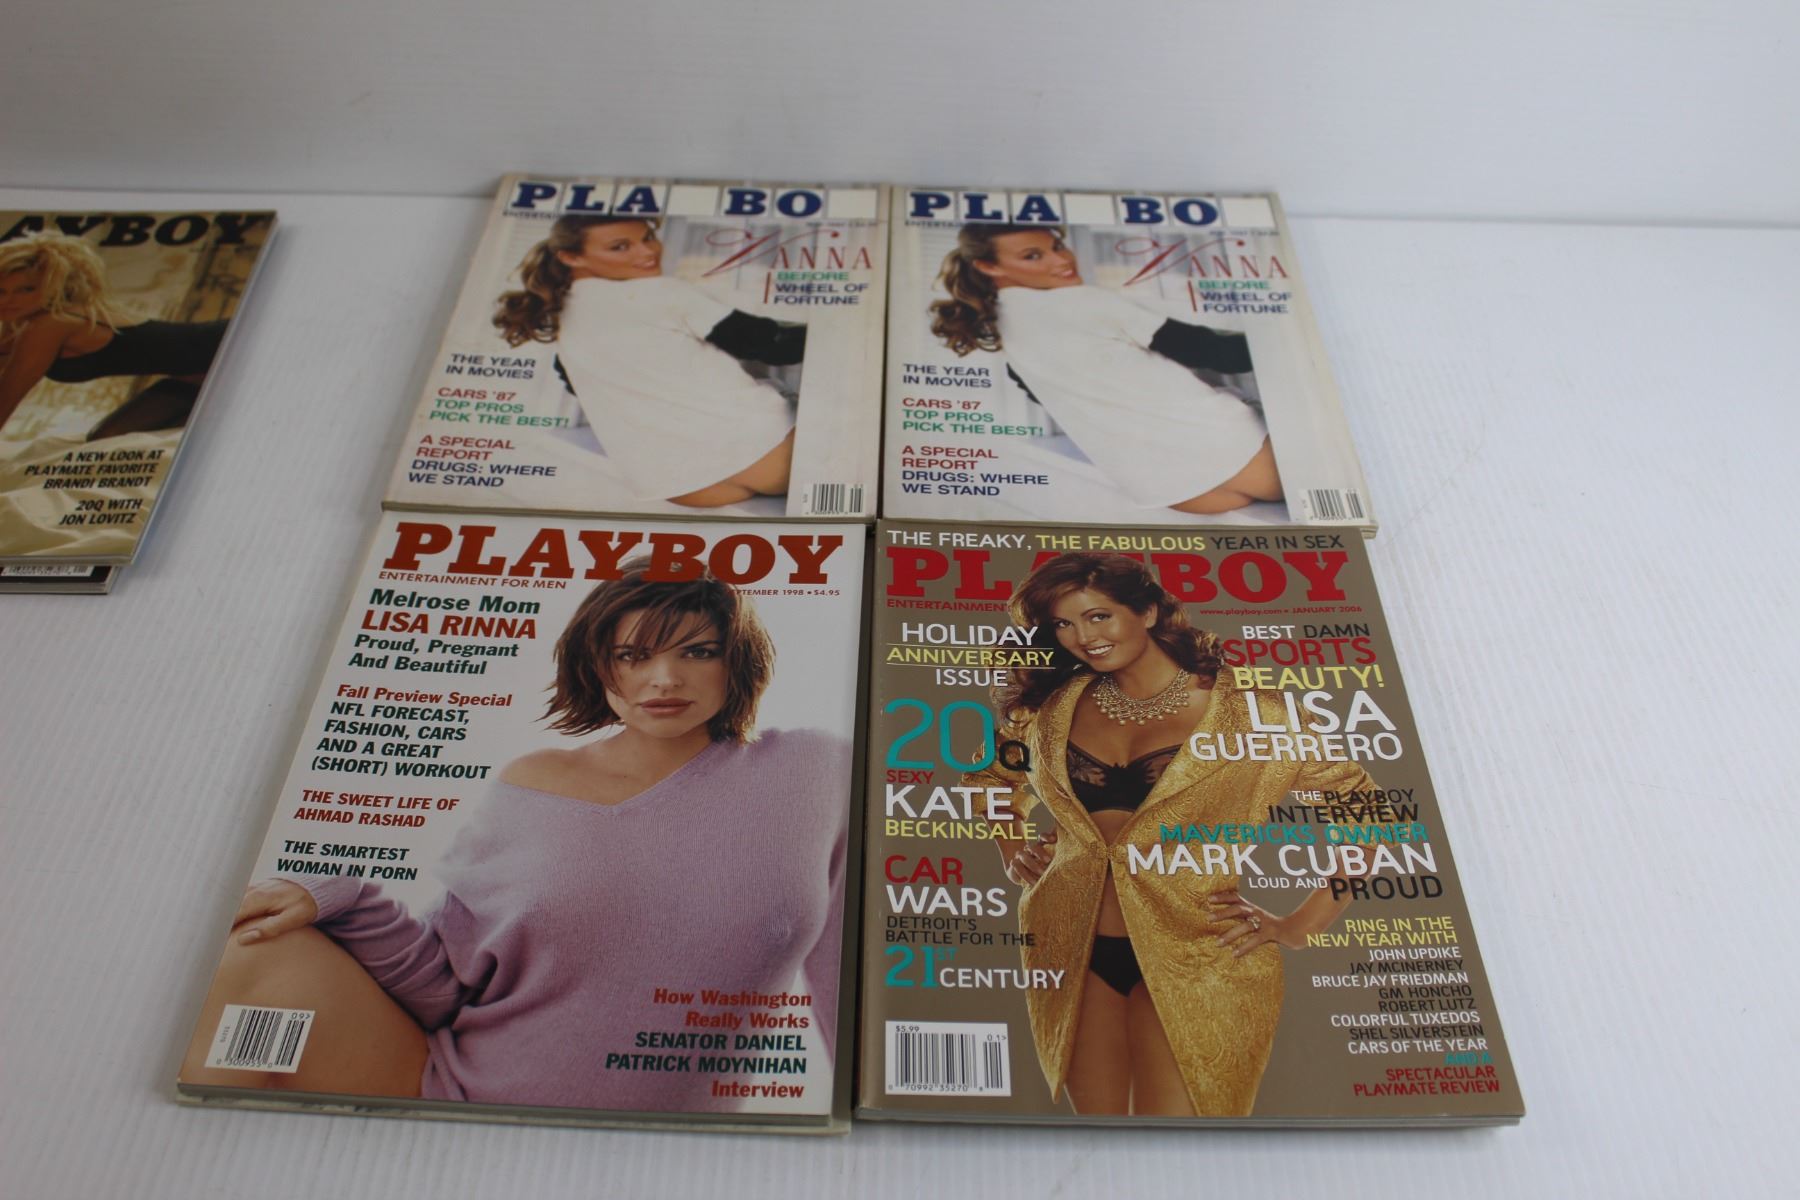 AYBOY
A NEW LOOK AT
PLAYMATE FAVORITE
BRANDI BRANDT
20Q WITH
JON LOVITZ
PLA BO
VANNA
BEFORE
WHEEL OF
FORTUNE
THE YEAR
IN MOVIES
CARS '87
TOP PROS
PICK THE BEST!
A SPECIAL
REPORT
DRUGS: WHERE
WE STAND
PLA BO
VANNA
BEFORE
WHEEL OF
FORTUNE
THE YEAR
IN MOVIES
CARS '87
TOP PROS
PICK THE BEST!
A SPECIAL
REPORT
DRUGS: WHERE
WE STAND
PLAYBOY
ENTERTAINMENT FOR MEN
PTEMBER 1998 • $4.95
Melrose Mom
LISA RINNA
Proud, Pregnant
And Beautiful
Fall Preview Special
NFL FORECAST,
FASHION, CARS
AND A GREAT
(SHORT) WORKOUT
THE SWEET LIFE OF
AHMAD RASHAD
THE SMARTEST
WOMAN IN PORN
How Washington
Really Works
SENATOR DANIEL
PATRICK MOYNIHAN
Interview
09>
THE FREAKY, THE FABULOUS YEAR IN SEX
PLAYBOY
ENTERTAINMENT
www.playboy.com • JANUARY 2006
HOLIDAY
ANNIVERSARY
ISSUE
20Q
SEXY
KATE
BECKINSALE
CAR
WARS
DETROIT'S
BATTLE FOR THE
21ST
CENTURY
$5.99
01>
0 70992 35270 8
BEST DAMN
SPORTS
BEAUTY!
LISA
GUERRERO
THE PLAYBOY
INTERVIEW
MAVERICKS OWNER
MARK CUBAN
LOUD AND PROUD
RING IN THE
NEW YEAR WITH
JOHN UPDIKE
JAY MCINERNEY
BRUCE JAY FRIEDMAN
GM HONCHO
ROBERT LUTZ
COLORFUL TUXEDOS
SHEL SILVERSTEIN
CARS OF THE YEAR
AND A
SPECTACULAR
PLAYMATE REVIEW